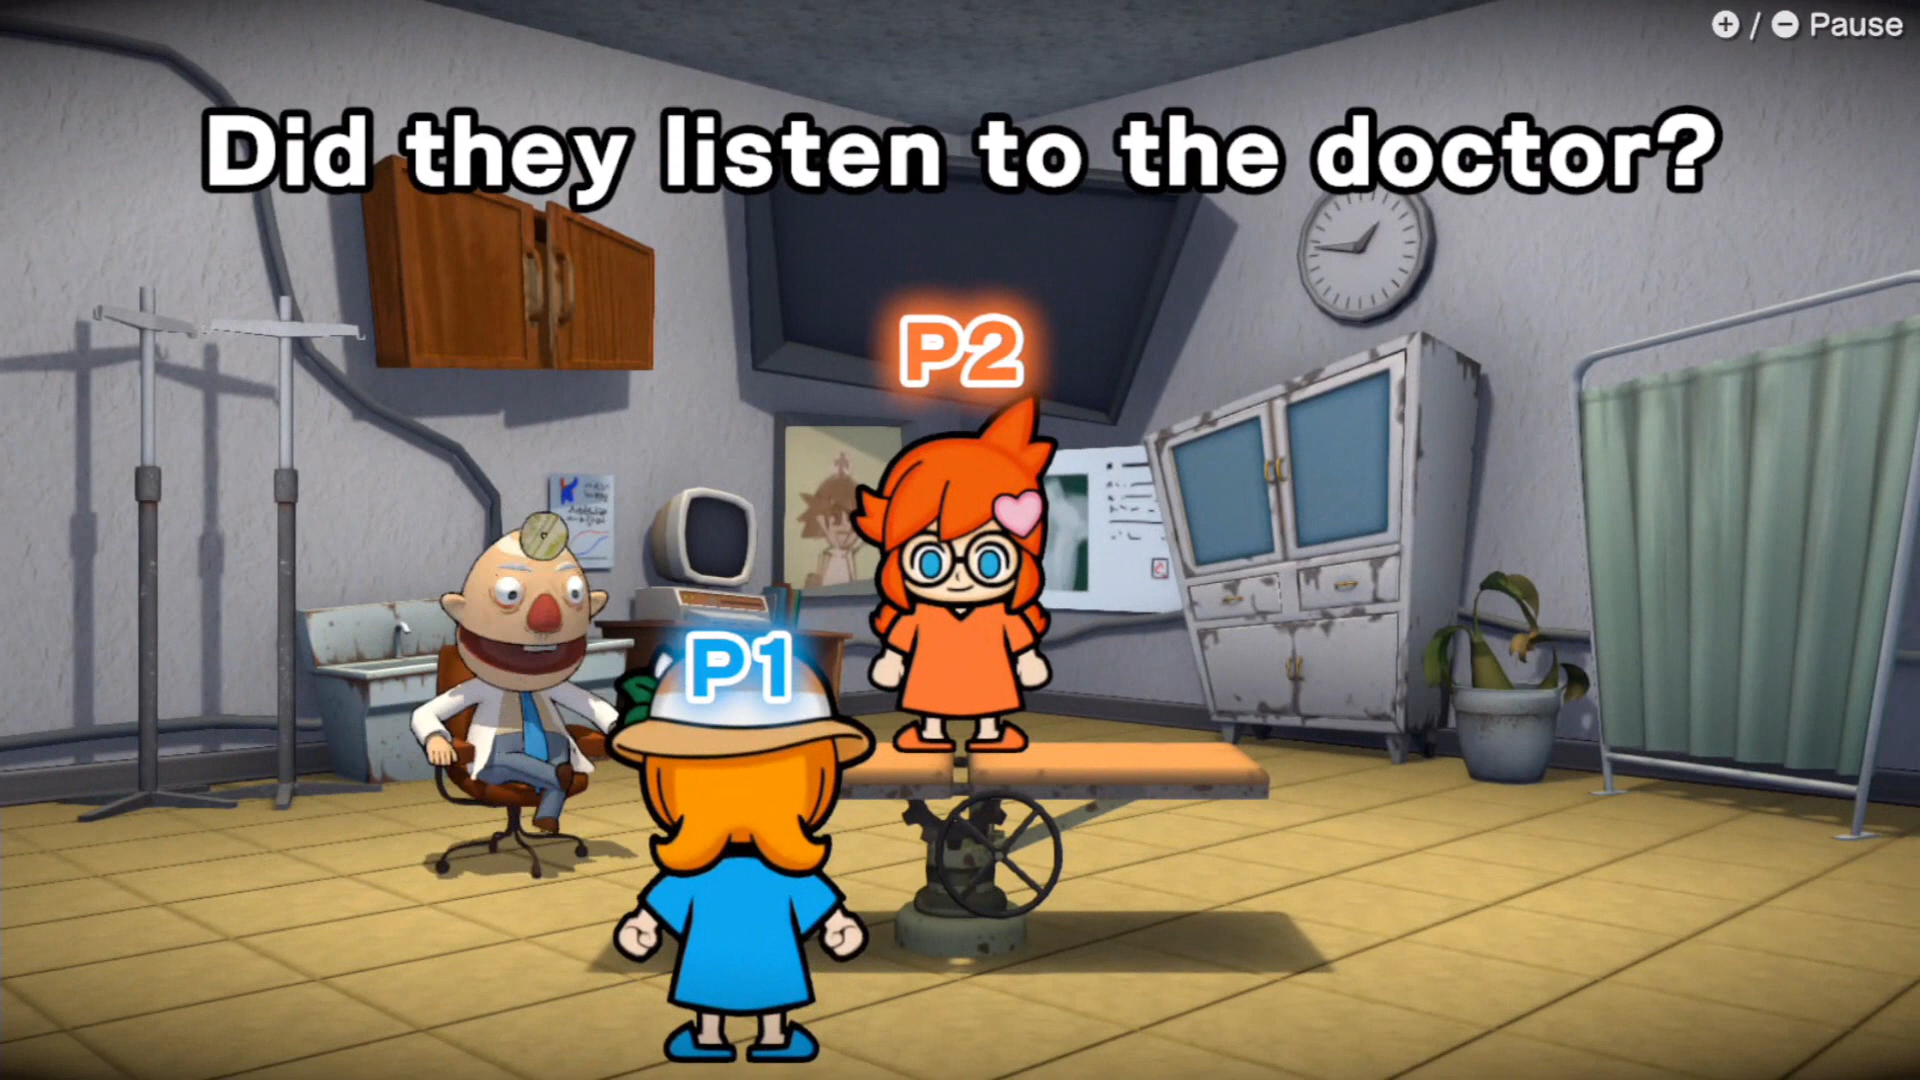 + / - Pause
Did they listen to the doctor?
P2
P1